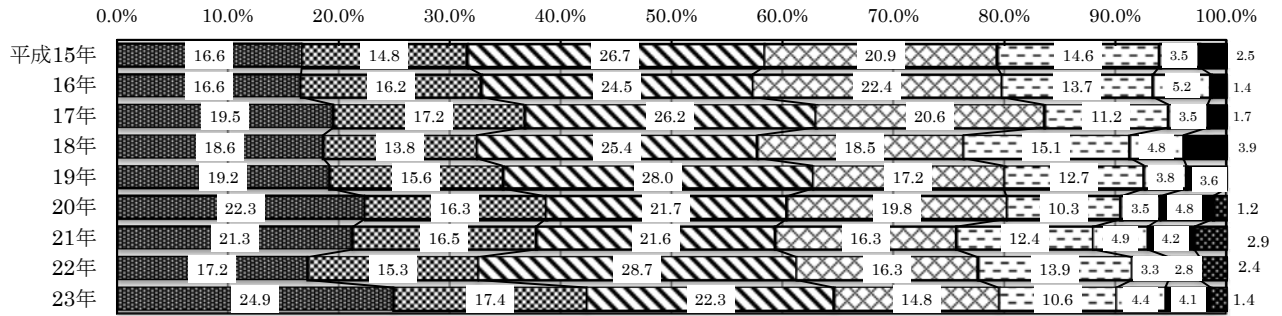 0.0% 10.0% 20.0% 30.0% 40.0% 50.0% 60.0% 70.0% 80.0% 90.0% 100.0%
平成15年 16.6 14.8 26.7 20.9 14.6 3.5 2.5
16年 16.6 16.2 24.5 22.4 13.7 5.2 1.4
17年 19.5 17.2 26.2 20.6 11.2 3.5 1.7
18年 18.6 13.8 25.4 18.5 15.1 4.8 3.9
19年 19.2 15.6 28.0 17.2 12.7 3.8 3.6
20年 22.3 16.3 21.7 19.8 10.3 3.5 4.8 1.2
21年 21.3 16.5 21.6 16.3 12.4 4.9 4.2 2.9
22年 17.2 15.3 28.7 16.3 13.9 3.3 2.8 2.4
23年 24.9 17.4 22.3 14.8 10.6 4.4 4.1 1.4